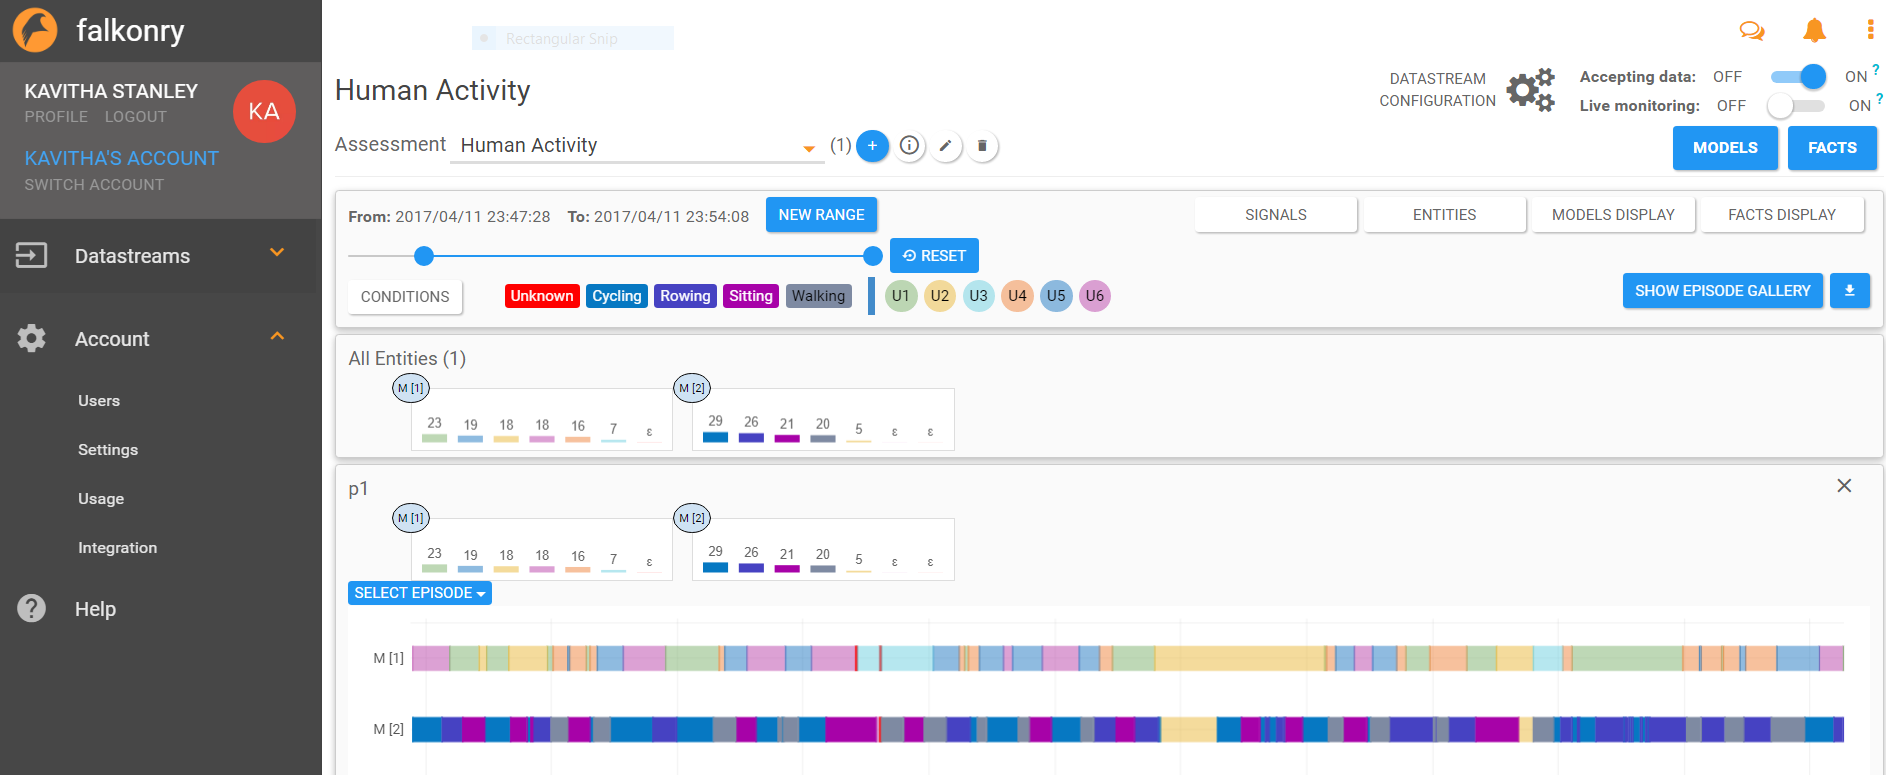 falkonry
KAVITHA STANLEY
PROFILE LOGOUT
KA
KAVITHA'S ACCOUNT
SWITCH ACCOUNT
Datastreams
Account
Users
Settings
Usage
Integration
Help
Rectangular Snip
Human Activity
DATASTREAM
CONFIGURATION
Accepting data: OFF ON ?
Live monitoring: OFF ON ?
Assessment Human Activity (1) +
MODELS FACTS
From: 2017/04/11 23:47:28 To: 2017/04/11 23:54:08 NEW RANGE
SIGNALS ENTITIES MODELS DISPLAY FACTS DISPLAY
RESET
CONDITIONS Unknown Cycling Rowing Sitting Walking U1 U2 U3 U4 U5 U6
SHOW EPISODE GALLERY
All Entities (1)
M [1] M [2]
23 19 18 18 16 7 ε 29 26 21 20 5 ε ε
p1
M [1] M [2]
23 19 18 18 16 7 ε 29 26 21 20 5 ε ε
SELECT EPISODE
M [1]
M [2]